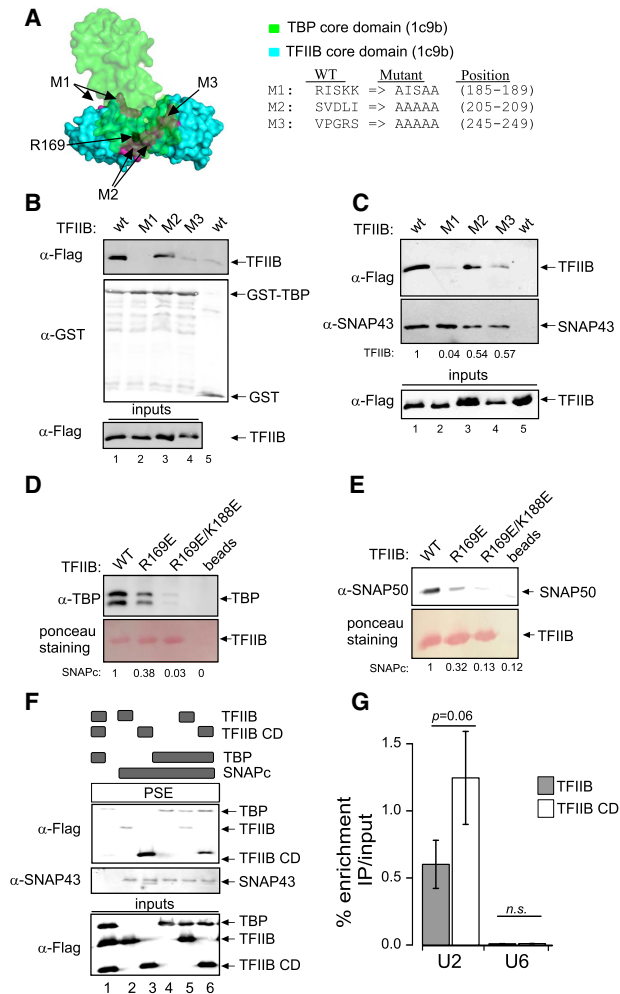 A
TBP core domain (1c9b)
TFIIB core domain (1c9b)
M1
M3
R169
M2
WT Mutant Position
M1: RISKK => AISAA (185-189)
M2: SVDLI => AAAAA (205-209)
M3: VPGRS => AAAAA (245-249)
B
TFIIB: wt M1 M2 M3 wt
α-Flag
TFIIB
GST-TBP
α-GST
GST
inputs
α-Flag
TFIIB
1 2 3 4 5
C
TFIIB: wt M1 M2 M3 wt
α-Flag
TFIIB
α-SNAP43
SNAP43
TFIIB: 1 0.04 0.54 0.57
inputs
α-Flag
TFIIB
1 2 3 4 5
D
TFIIB: WT R169E R169E/K188E beads
α-TBP
TBP
ponceau
staining
TFIIB
SNAPc: 1 0.38 0.03 0
E
TFIIB: WT R169E R169E/K188E beads
α-SNAP50
SNAP50
ponceau
staining
TFIIB
SNAPc: 1 0.32 0.13 0.12
F
TFIIB
TFIIB CD
TBP
SNAPc
PSE
TBP
α-Flag
TFIIB
TFIIB CD
α-SNAP43
SNAP43
inputs
TBP
α-Flag
TFIIB
TFIIB CD
1 2 3 4 5 6
G
p=0.06
1.5
TFIIB
TFIIB CD
1.0
% enrichment
IP/input
0.5
n.s.
0.0
U2 U6